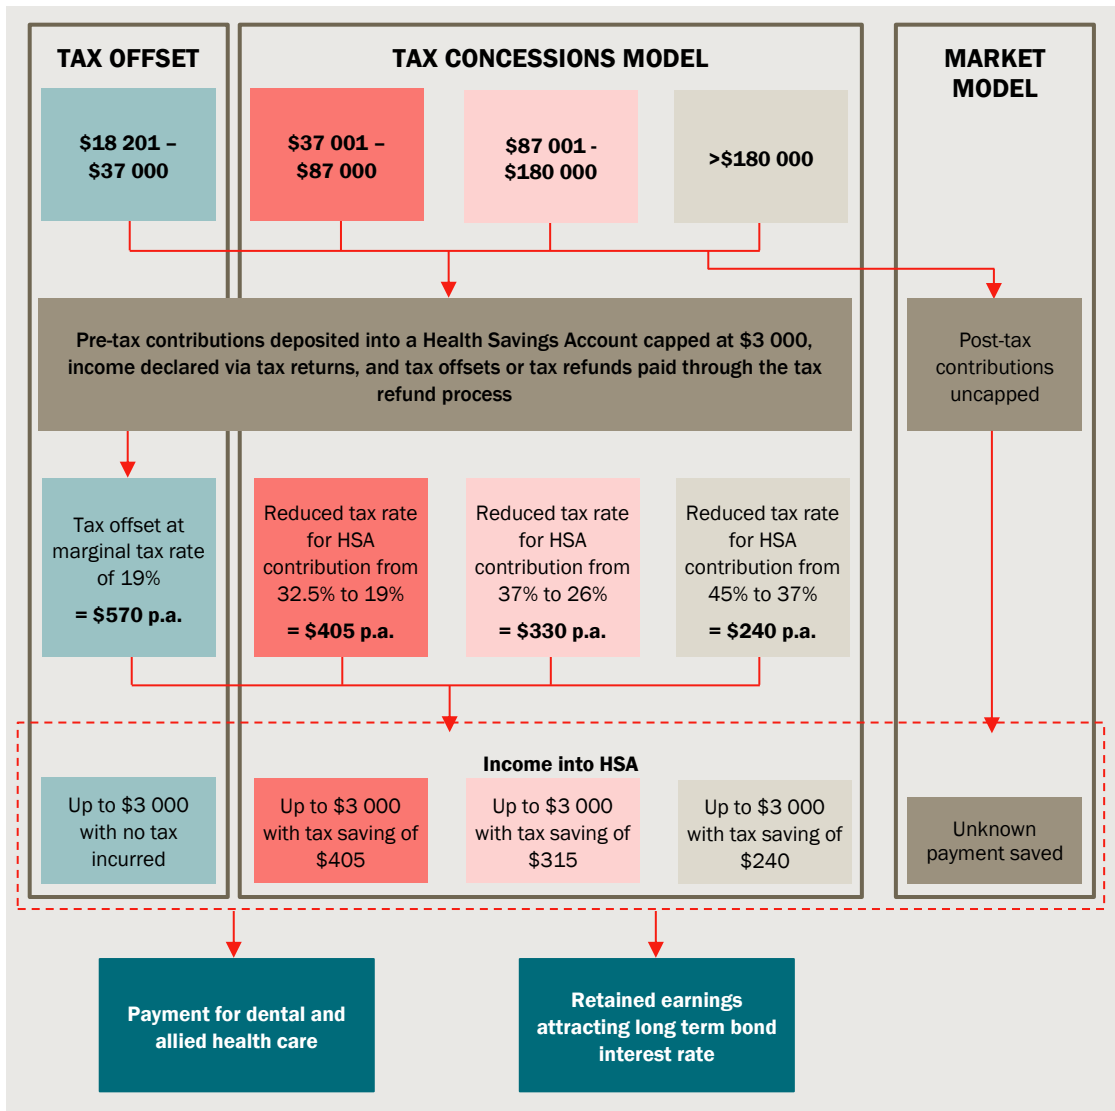 TAX OFFSET
TAX CONCESSIONS MODEL
MARKET
MODEL
$18 201 –
$37 000
$37 001 –
$87 000
$87 001 -
$180 000
>$180 000
Pre-tax contributions deposited into a Health Savings Account capped at $3 000,
income declared via tax returns, and tax offsets or tax refunds paid through the tax
refund process
Post-tax
contributions
uncapped
Tax offset at
marginal tax rate
of 19%
= $570 p.a.
Reduced tax rate
for HSA
contribution from
32.5% to 19%
= $405 p.a.
Reduced tax rate
for HSA
contribution from
37% to 26%
= $330 p.a.
Reduced tax rate
for HSA
contribution from
45% to 37%
= $240 p.a.
Income into HSA
Up to $3 000
with no tax
incurred
Up to $3 000
with tax saving of
$405
Up to $3 000
with tax saving of
$315
Up to $3 000
with tax saving of
$240
Unknown
payment saved
Payment for dental and
allied health care
Retained earnings
attracting long term bond
interest rate